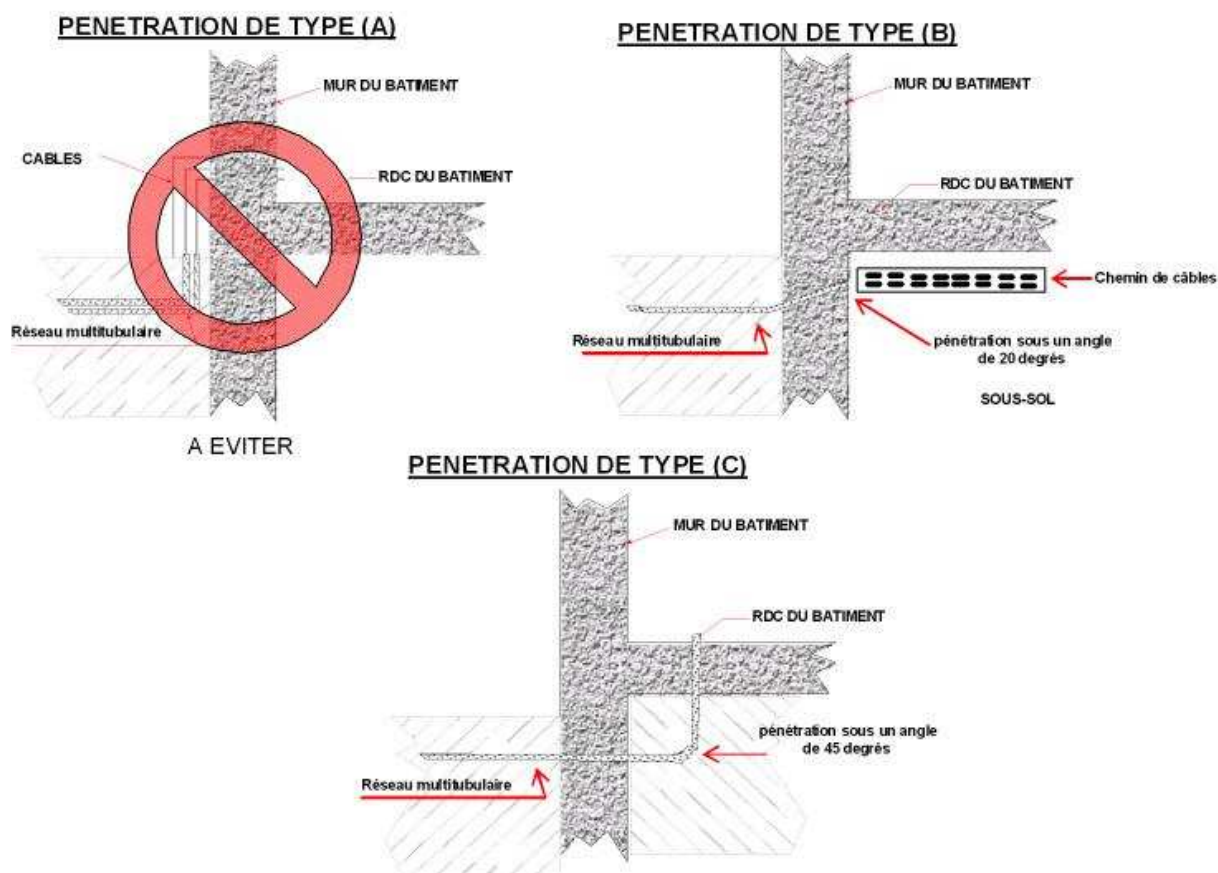 PENETRATION DE TYPE (A)
MUR DU BATIMENT
CABLES
RDC DU BATIMENT
Réseau multitubulaire
A EVITER
PENETRATION DE TYPE (B)
MUR DU BATIMENT
RDC DU BATIMENT
Chemin de câbles
Réseau multitubulaire
pénétration sous un angle
de 20 degrés
SOUS-SOL
PENETRATION DE TYPE (C)
MUR DU BATIMENT
RDC DU BATIMENT
pénétration sous un angle
de 45 degrés
Réseau multitubulaire